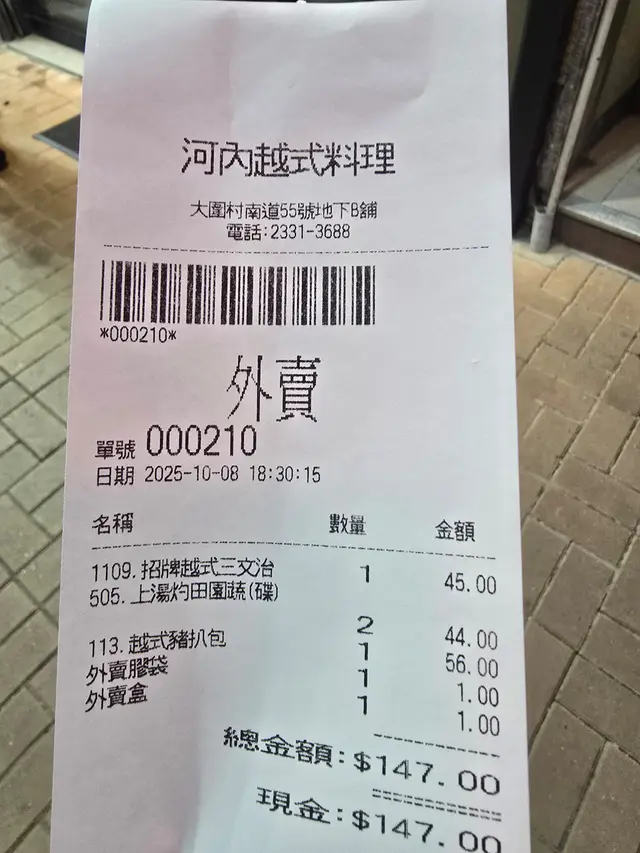 河內越式料理
大圍村南道55號地下B舖
電話:2331-3688
*000210*
外賣
單號 000210
日期 2025-10-08 18:30:15
名稱 數量 金額
1109. 招牌越式三文治 1 45.00
505. 上湯灼田園蔬(碟)
2 44.00
113. 越式豬扒包 1 56.00
外賣膠袋 1 1.00
外賣盒 1 1.00
總金額:$147.00
現金:$147.00